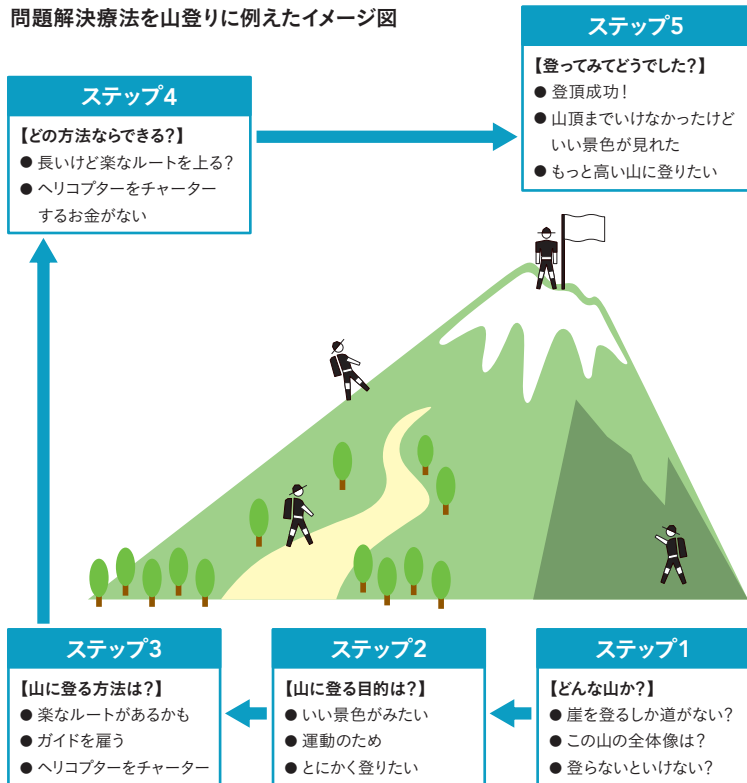 問題解決療法を山登りに例えたイメージ図
ステップ5
【登ってみてどうでした?】
● 登頂成功!
● 山頂までいけなかったけど
いい景色が見れた
● もっと高い山に登りたい
ステップ4
【どの方法ならできる?】
● 長いけど楽なルートを上る?
● ヘリコプターをチャーター
するお金がない
ステップ3
【山に登る方法は?】
● 楽なルートがあるかも
● ガイドを雇う
● ヘリコプターをチャーター
ステップ2
【山に登る目的は?】
● いい景色がみたい
● 運動のため
● とにかく登りたい
ステップ1
【どんな山か?】
● 崖を登るしか道がない?
● この山の全体像は?
● 登らないといけない?